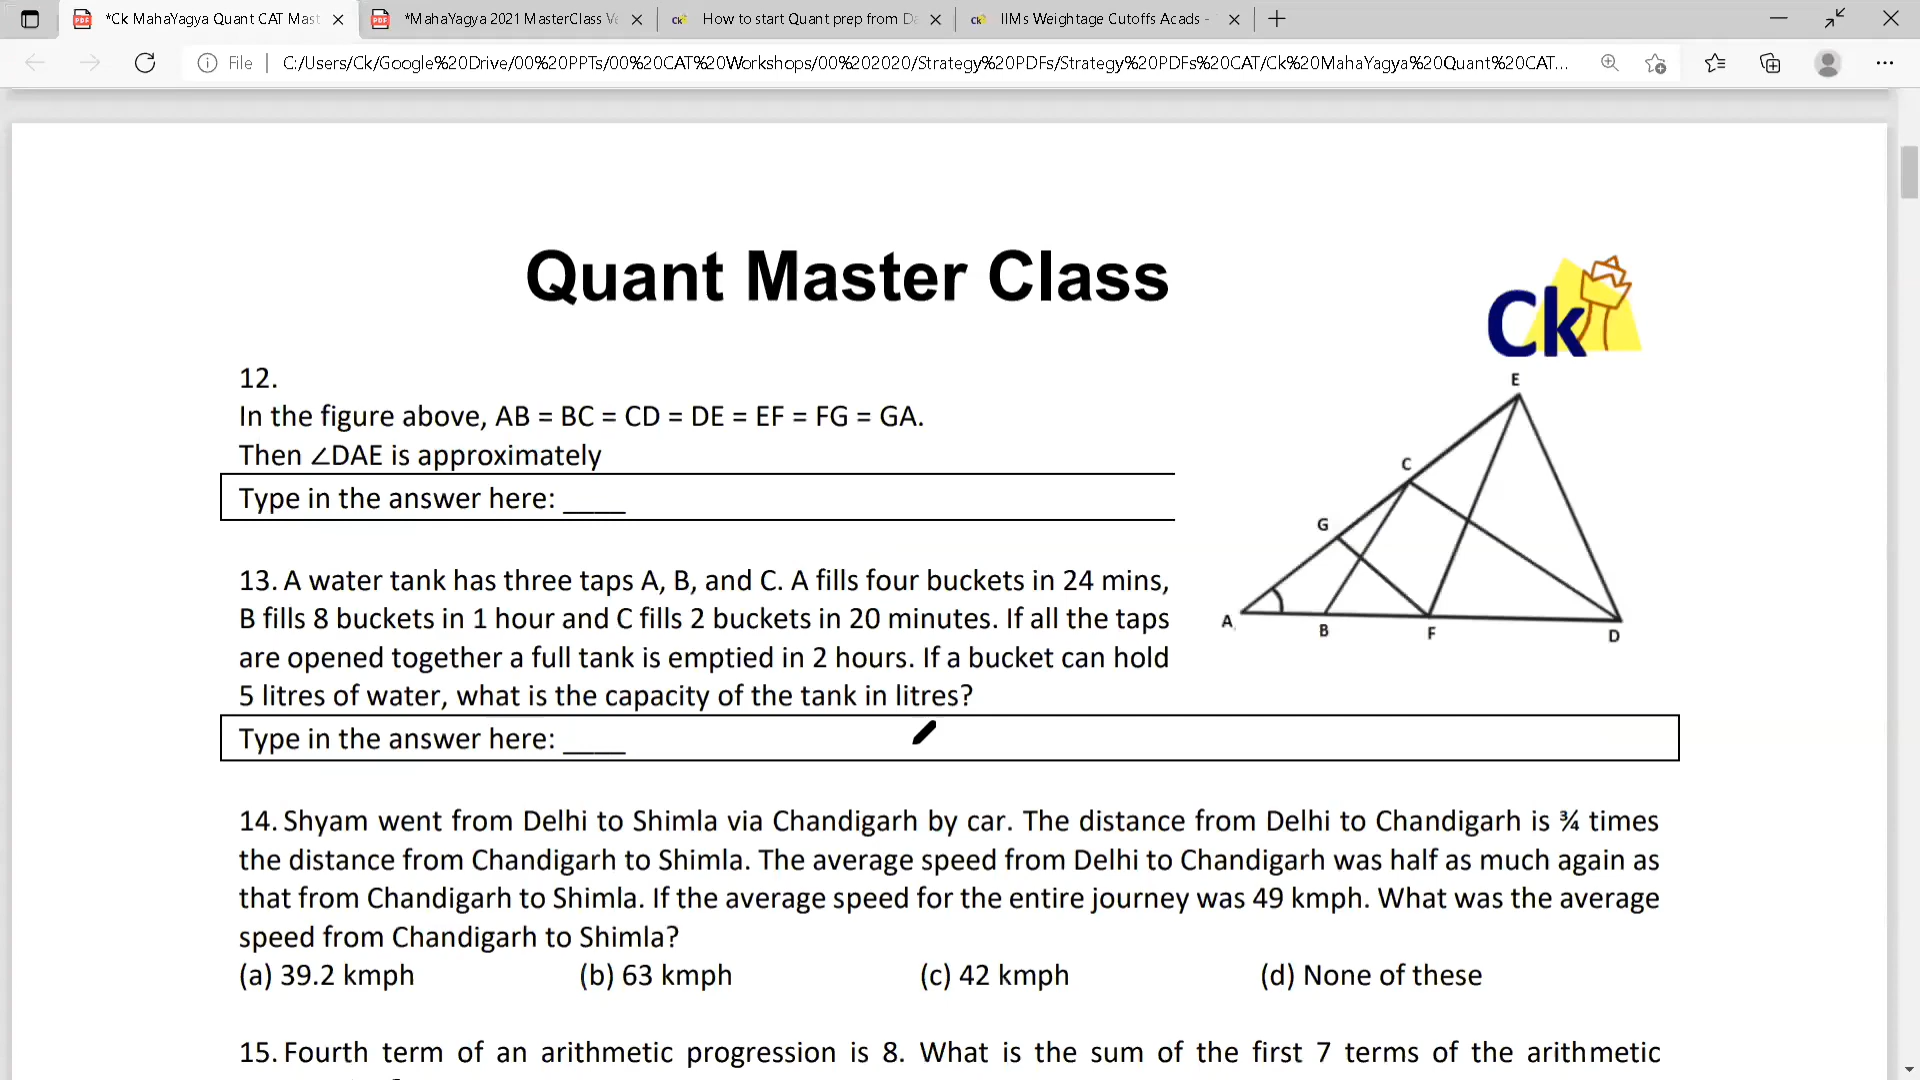 *Ck MahaYagya Quant CAT Mast
*MahaYagya 2021 MasterClass Ve
How to start Quant prep from Da
IIMs Weightage Cutoffs Acads -
File
C:/Users/Ck/Google%20Drive/00%20PPTs/00%20CAT%20Workshops/00%202020/Strategy%20PDFs/Strategy%20PDFs%20CAT/Ck%20MahaYagya%20Quant%20CAT...
Quant Master Class
Ck
12.
In the figure above, AB = BC = CD = DE = EF = FG = GA.
Then ∠DAE is approximately
Type in the answer here: ____
E
C
G
A
B
F
D
13. A water tank has three taps A, B, and C. A fills four buckets in 24 mins,
B fills 8 buckets in 1 hour and C fills 2 buckets in 20 minutes. If all the taps
are opened together a full tank is emptied in 2 hours. If a bucket can hold
5 litres of water, what is the capacity of the tank in litres?
Type in the answer here: ____
14. Shyam went from Delhi to Shimla via Chandigarh by car. The distance from Delhi to Chandigarh is ¾ times
the distance from Chandigarh to Shimla. The average speed from Delhi to Chandigarh was half as much again as
that from Chandigarh to Shimla. If the average speed for the entire journey was 49 kmph. What was the average
speed from Chandigarh to Shimla?
(a) 39.2 kmph (b) 63 kmph (c) 42 kmph (d) None of these
15. Fourth term of an arithmetic progression is 8. What is the sum of the first 7 terms of the arithmetic